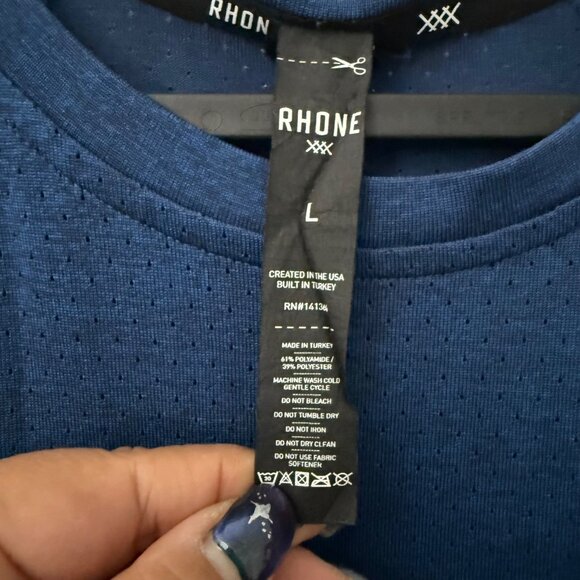 RHON
RHONE
L
CREATED IN THE USA
BUILT IN TURKEY
MADE IN TURKEY
61% POLYAMIDE /
39% POLYESTER
MACHINE WASH COLD
GENTLE CYCLE
DO NOT BLEACH
DO NOT TUMBLE DRY
DO NOT IRON
DO NOT DRY CLEAN
DO NOT USE FABRIC
SOFTENER
30